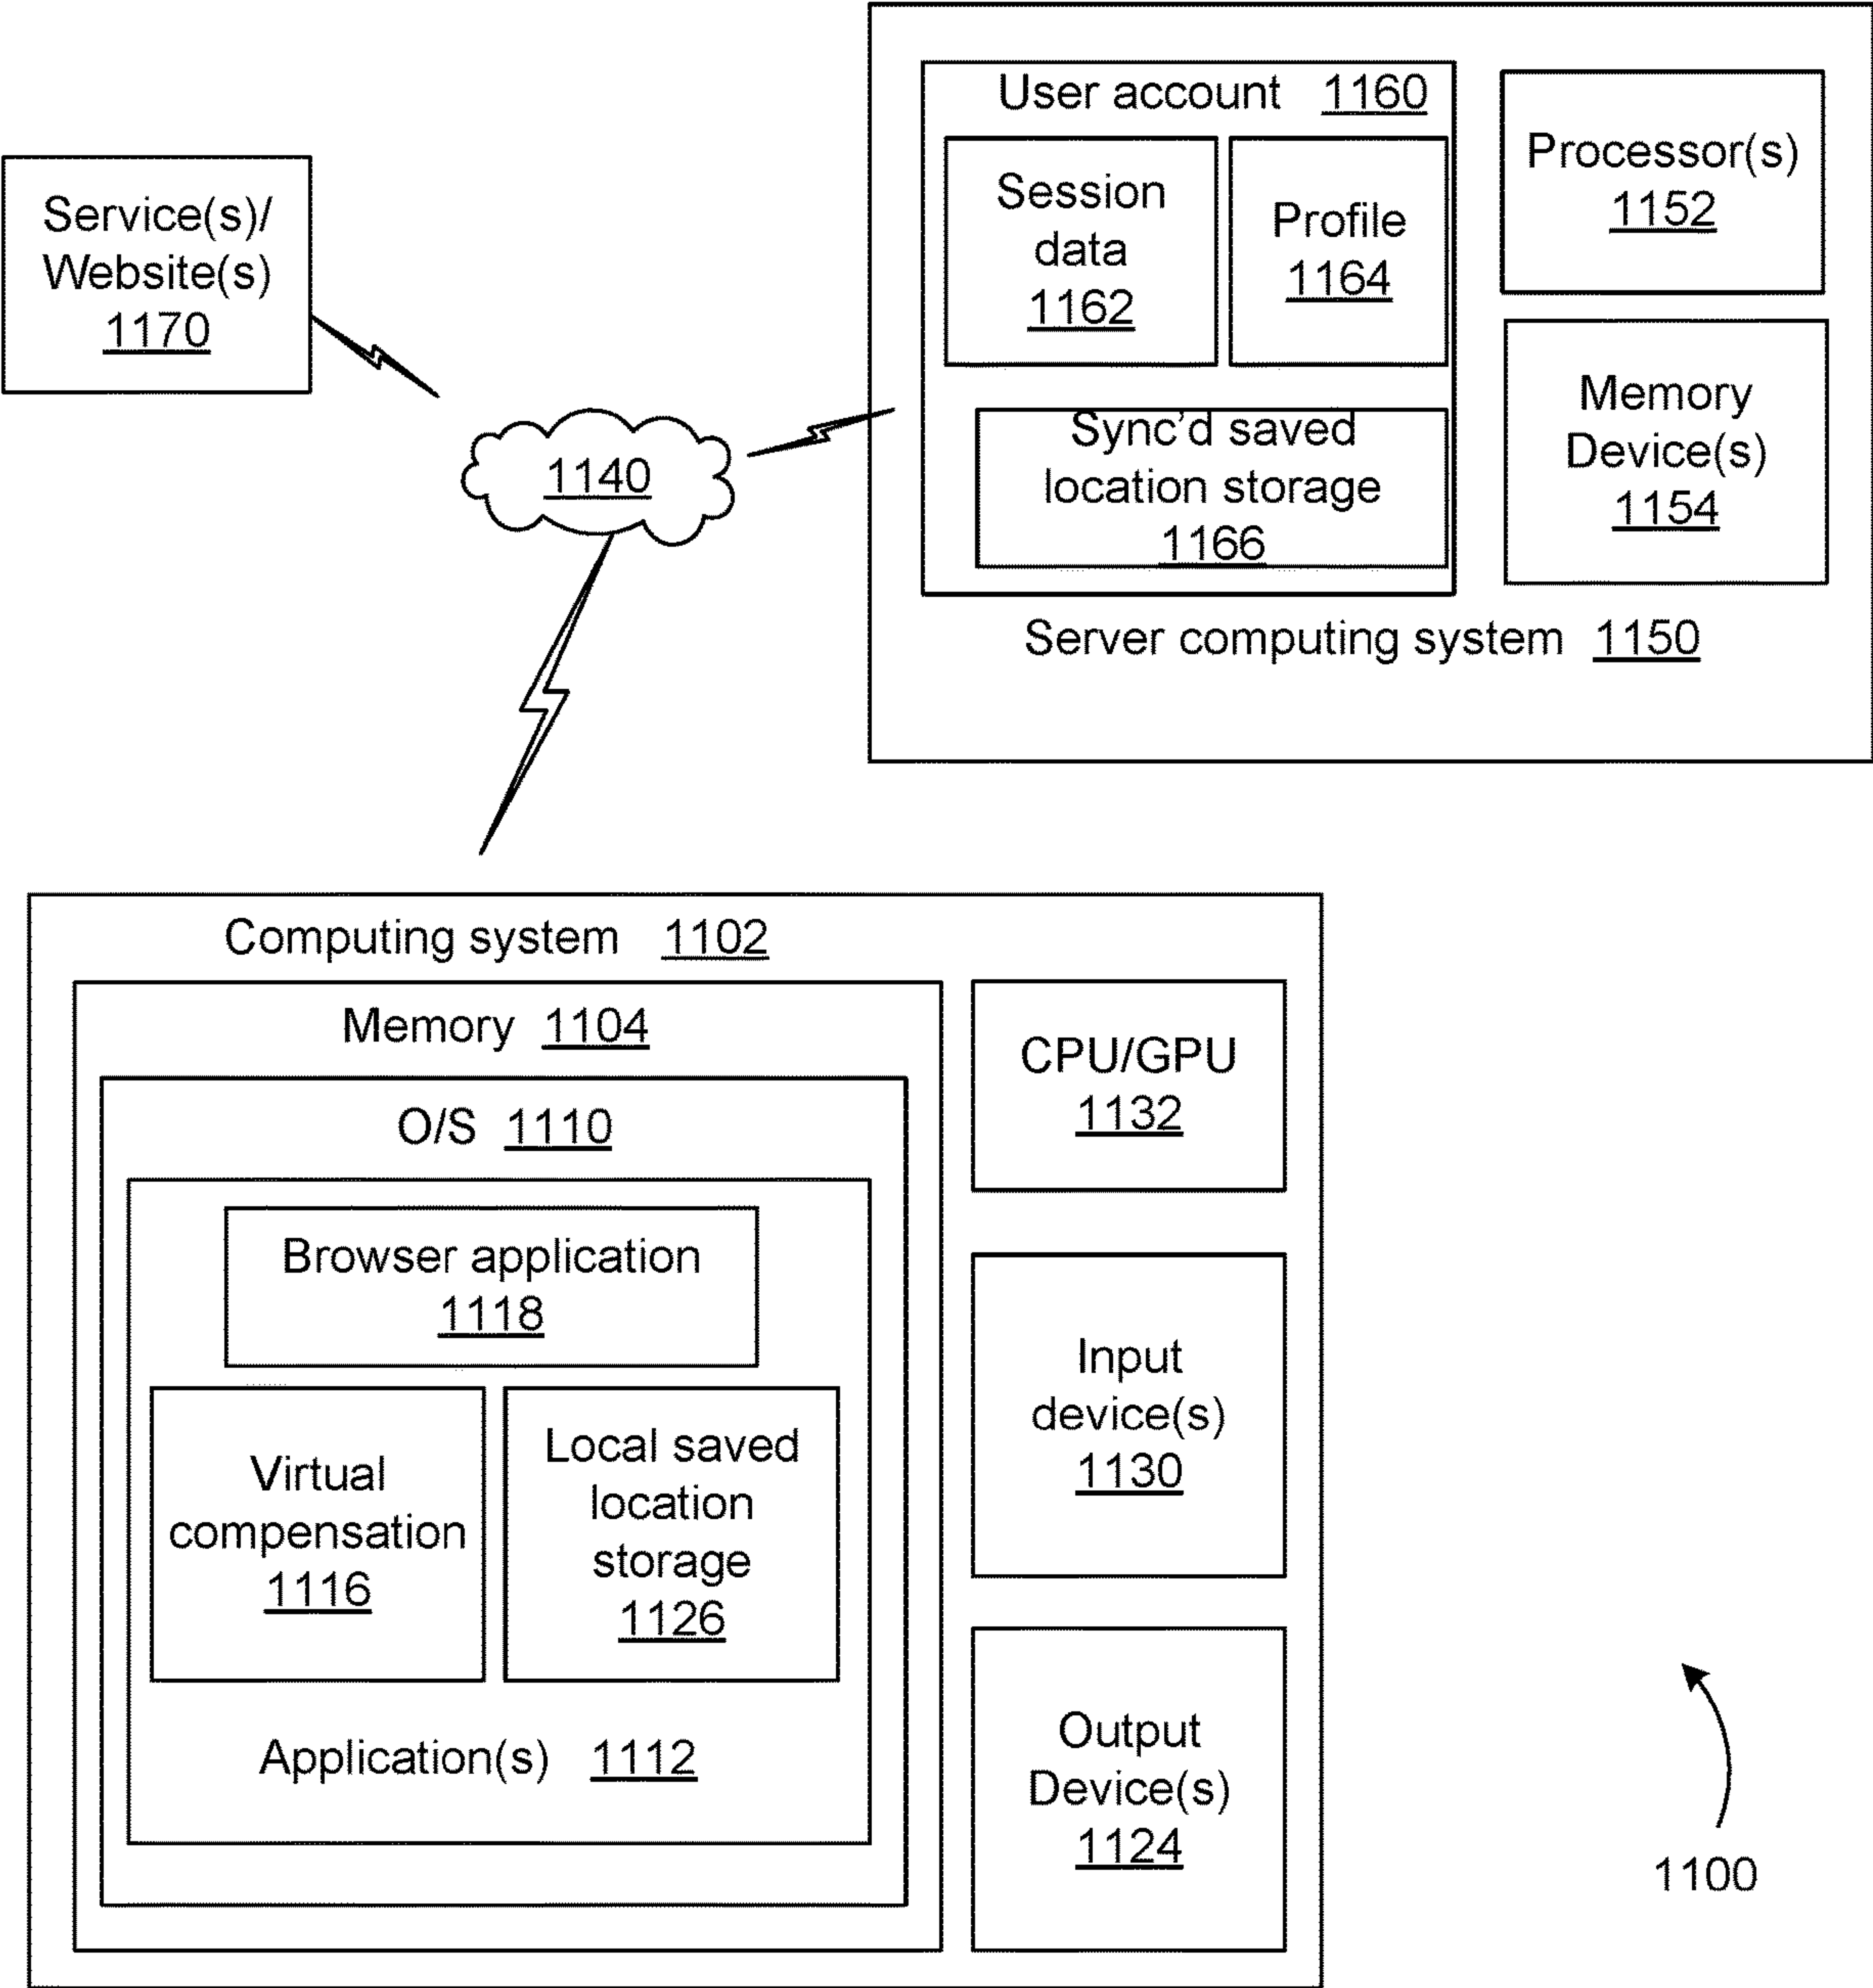 User account 1160
Session
data
1162
Profile
1164
Processor(s)
1152
Service(s)/
Website(s)
1170
Memory
Device(s)
1154
1140
Sync'd saved
location storage
1166
Server computing system 1150
Computing system 1102
Memory 1104
O/S 1110
Browser application
1118
Virtual
compensation
1116
Local saved
location
storage
1126
Application(s) 1112
CPU/GPU
1132
Input
device(s)
1130
Output
Device(s)
1124
1100